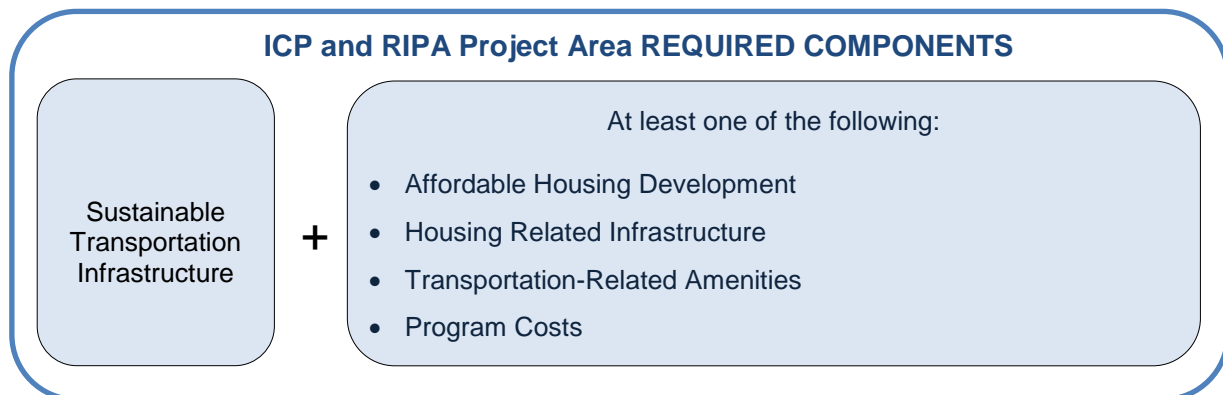 ICP and RIPA Project Area REQUIRED COMPONENTS
Sustainable
Transportation
Infrastructure
+
At least one of the following:
• Affordable Housing Development
• Housing Related Infrastructure
• Transportation-Related Amenities
• Program Costs